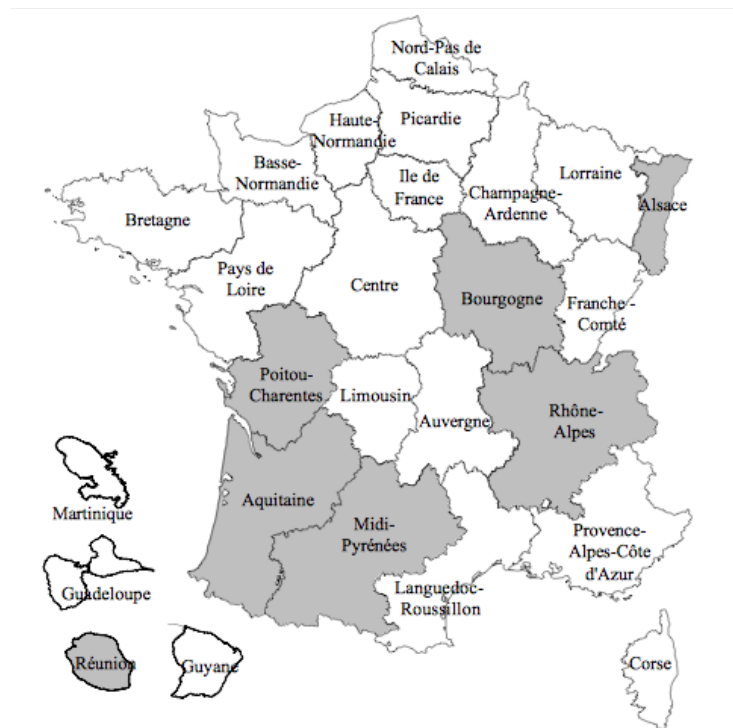 Nord-Pas de
Calais
Haute-
Normandie
Picardie
Basse-
Normandie
Ile de
France
Champagne-
Ardenne
Lorraine
Alsace
Bretagne
Pays de
Loire
Centre
Bourgogne
Franche -
Comté
Poitou-
Charentes
Limousin
Auvergne
Rhône-
Alpes
Aquitaine
Midi-
Pyrénées
Martinique
Provence-
Alpes-Côte
d'Azur
Guadeloupe
Languedoc-
Roussillon
Réunion
Guyane
Corse